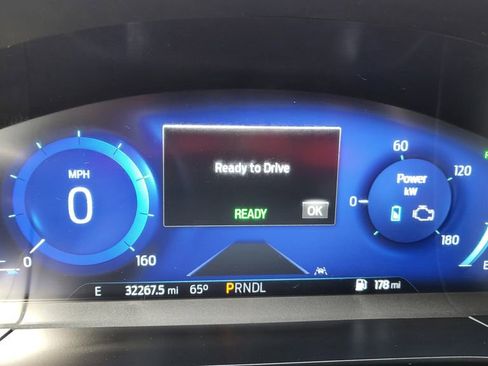 MPH
0
0 160
Ready to Drive
READY OK
60
120
Power
kW
0
180
E 32267.5 mi 65° PRNDL 178 mi